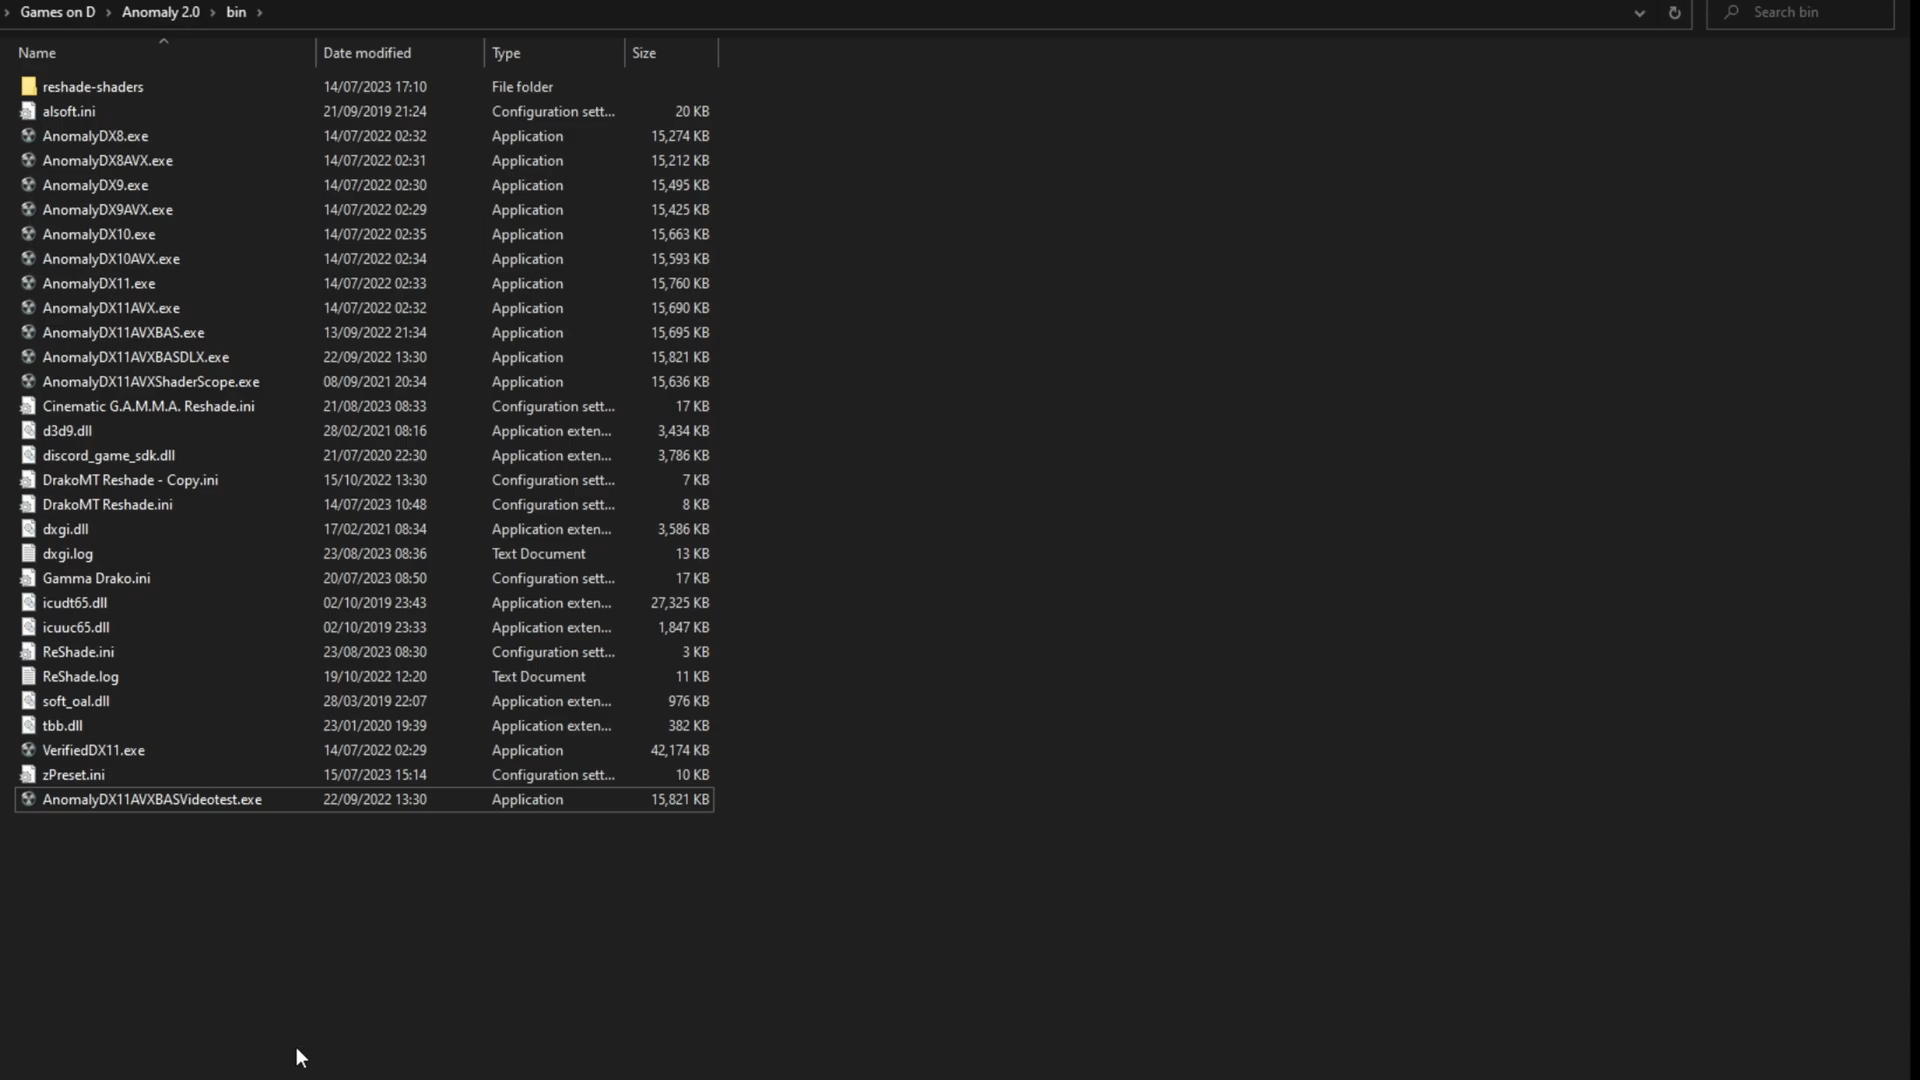 Games on D > Anomaly 2.0 > bin >
Search bin
Name Date modified Type Size
reshade-shaders 14/07/2023 17:10 File folder
alsoft.ini 21/09/2019 21:24 Configuration sett... 20 KB
AnomalyDX8.exe 14/07/2022 02:32 Application 15,274 KB
AnomalyDX8AVX.exe 14/07/2022 02:31 Application 15,212 KB
AnomalyDX9.exe 14/07/2022 02:30 Application 15,495 KB
AnomalyDX9AVX.exe 14/07/2022 02:29 Application 15,425 KB
AnomalyDX10.exe 14/07/2022 02:35 Application 15,663 KB
AnomalyDX10AVX.exe 14/07/2022 02:34 Application 15,593 KB
AnomalyDX11.exe 14/07/2022 02:33 Application 15,760 KB
AnomalyDX11AVX.exe 14/07/2022 02:32 Application 15,690 KB
AnomalyDX11AVXBAS.exe 13/09/2022 21:34 Application 15,695 KB
AnomalyDX11AVXBASDLX.exe 22/09/2022 13:30 Application 15,821 KB
AnomalyDX11AVXShaderScope.exe 08/09/2021 20:34 Application 15,636 KB
Cinematic G.A.M.M.A. Reshade.ini 21/08/2023 08:33 Configuration sett... 17 KB
d3d9.dll 28/02/2021 08:16 Application exten... 3,434 KB
discord_game_sdk.dll 21/07/2020 22:30 Application exten... 3,786 KB
DrakoMT Reshade - Copy.ini 15/10/2022 13:30 Configuration sett... 7 KB
DrakoMT Reshade.ini 14/07/2023 10:48 Configuration sett... 8 KB
dxgi.dll 17/02/2021 08:34 Application exten... 3,586 KB
dxgi.log 23/08/2023 08:36 Text Document 13 KB
Gamma Drako.ini 20/07/2023 08:50 Configuration sett... 17 KB
icudt65.dll 02/10/2019 23:43 Application exten... 27,325 KB
icuuc65.dll 02/10/2019 23:33 Application exten... 1,847 KB
ReShade.ini 23/08/2023 08:30 Configuration sett... 3 KB
ReShade.log 19/10/2022 12:20 Text Document 11 KB
soft_oal.dll 28/03/2019 22:07 Application exten... 976 KB
tbb.dll 23/01/2020 19:39 Application exten... 382 KB
VerifiedDX11.exe 14/07/2022 02:29 Application 42,174 KB
zPreset.ini 15/07/2023 15:14 Configuration sett... 10 KB
AnomalyDX11AVXBASVideotest.exe 22/09/2022 13:30 Application 15,821 KB